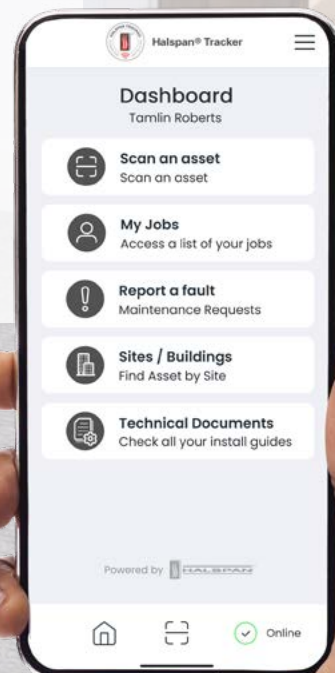 Halspan® Tracker
Dashboard
Tamlin Roberts
Scan an asset
Scan an asset
My Jobs
Access a list of your jobs
Report a fault
Maintenance Requests
Sites / Buildings
Find Asset by Site
Technical Documents
Check all your install guides
Powered by HALSPAN
Online